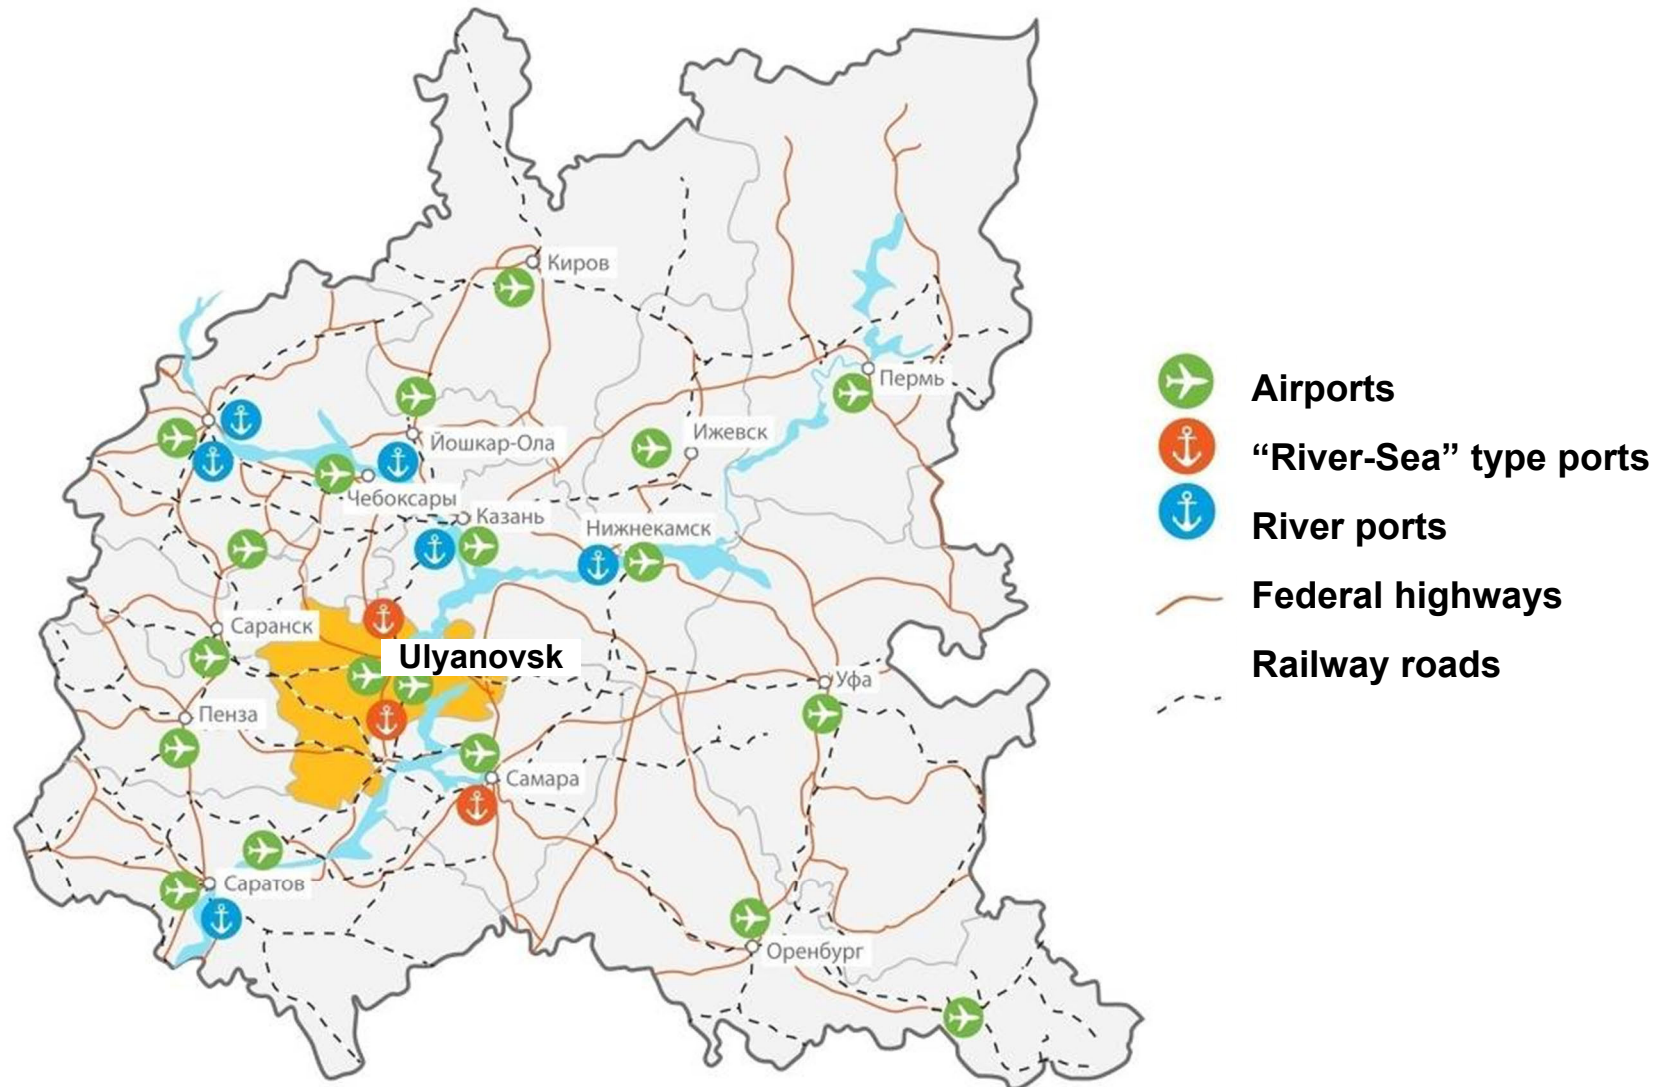 Киров
Пермь
Ижевск
Йошкар-Ола
Чебоксары
Казань
Нижнекамск
Саранск
Ulyanovsk
Уфа
Пенза
Самара
Саратов
Оренбург
Airports
“River-Sea” type ports
River ports
Federal highways
Railway roads